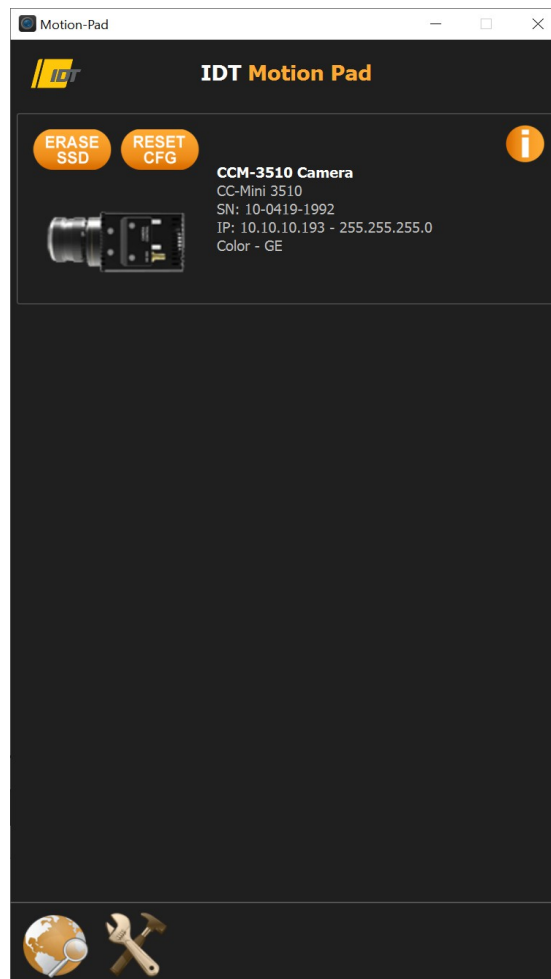 Motion-Pad
IDT
IDT Motion Pad
ERASE SSD
RESET CFG
i
CCM-3510 Camera
CC-Mini 3510
SN: 10-0419-1992
IP: 10.10.10.193 - 255.255.255.0
Color - GE